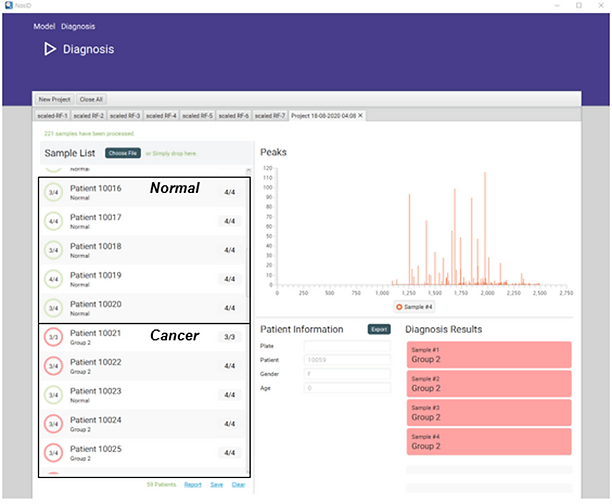 NosiD
Model Diagnosis
Diagnosis
New Project Close All
scaled-RF-1 scaled RF-2 scaled RF-3 scaled RF-4 scaled RF-5 scaled RF-6 scaled RF-7 Project 18-08-2020 04:08 ✕
221 samples have been processed.
Sample List Choose File or Simply drop here.
Normal
3/4 Patient 10016 Normal 4/4
Normal
4/4 Patient 10017 4/4
Normal
3/4 Patient 10018 4/4
Normal
4/4 Patient 10019 4/4
Normal
3/4 Patient 10020 4/4
Normal
Cancer
3/3 Patient 10021 3/3
Group 2
3/4 Patient 10022 4/4
Group 2
3/4 Patient 10023 4/4
Normal
3/4 Patient 10024 4/4
Group 2
3/4 Patient 10025 4/4
Group 2
59 Patients Report Save Clear
Peaks
120
110
100
90
80
70
60
50
40
30
20
10
0
0 250 500 750 1,000 1,250 1,500 1,750 2,000 2,250 2,500 2,750
Sample #4
Patient Information Export
Plate
Patient 10059
Gender f
Age 0
Diagnosis Results
Sample #1
Group 2
Sample #2
Group 2
Sample #3
Group 2
Sample #4
Group 2